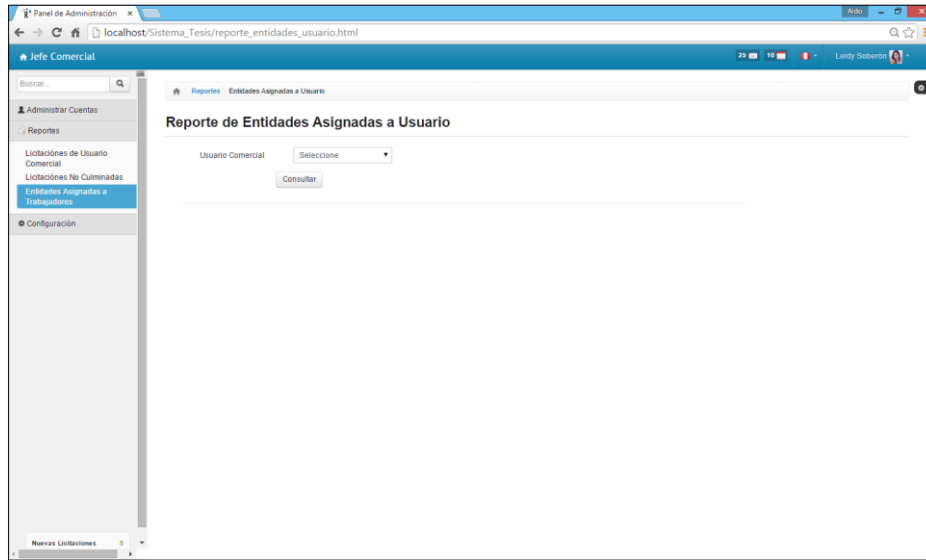 Panel de Administración
Aldo
localhost/Sistema_Tesis/reporte_entidades_usuario.html
Jefe Comercial
25
10
Leidy Soberón
Buscar...
Reportes
Entidades Asignadas a Usuario
Administrar Cuentas
Reportes
Reporte de Entidades Asignadas a Usuario
Licitaciónes de Usuario
Comercial
Licitaciónes No Culminadas
Entidades Asignadas a
Trabajadores
Usuario Comercial
Seleccione
Consultar
Configuración
Nuevas Licitaciones
5